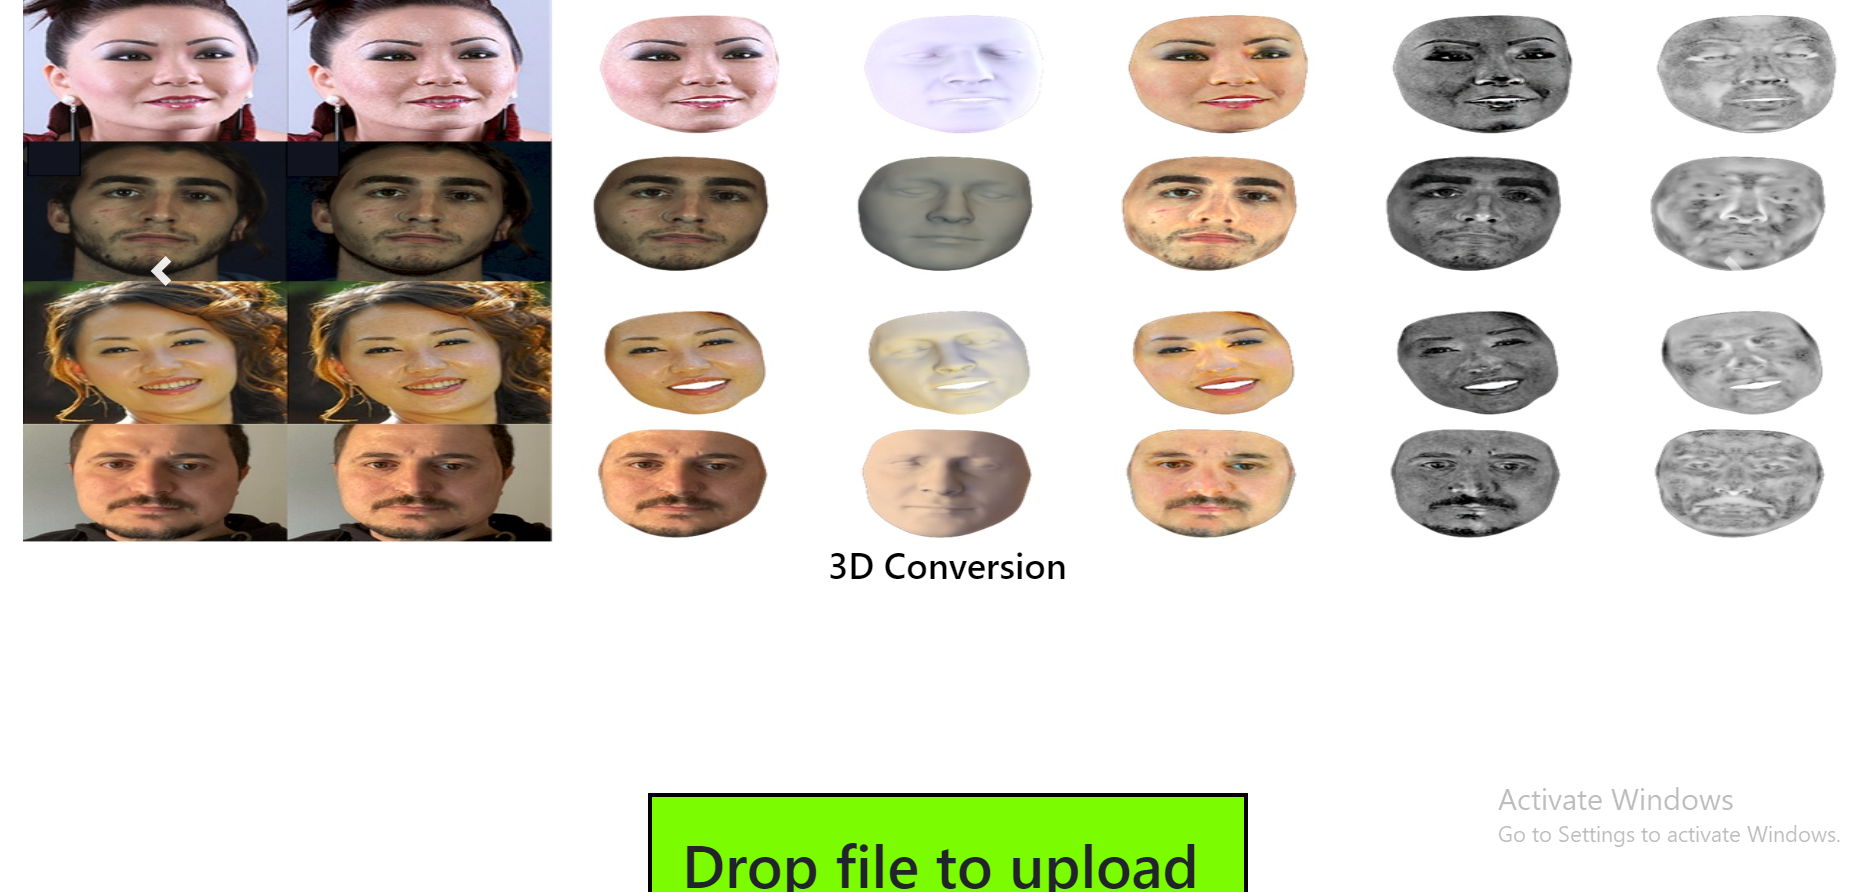 3D Conversion
Activate Windows
Go to Settings to activate Windows.
Drop file to upload